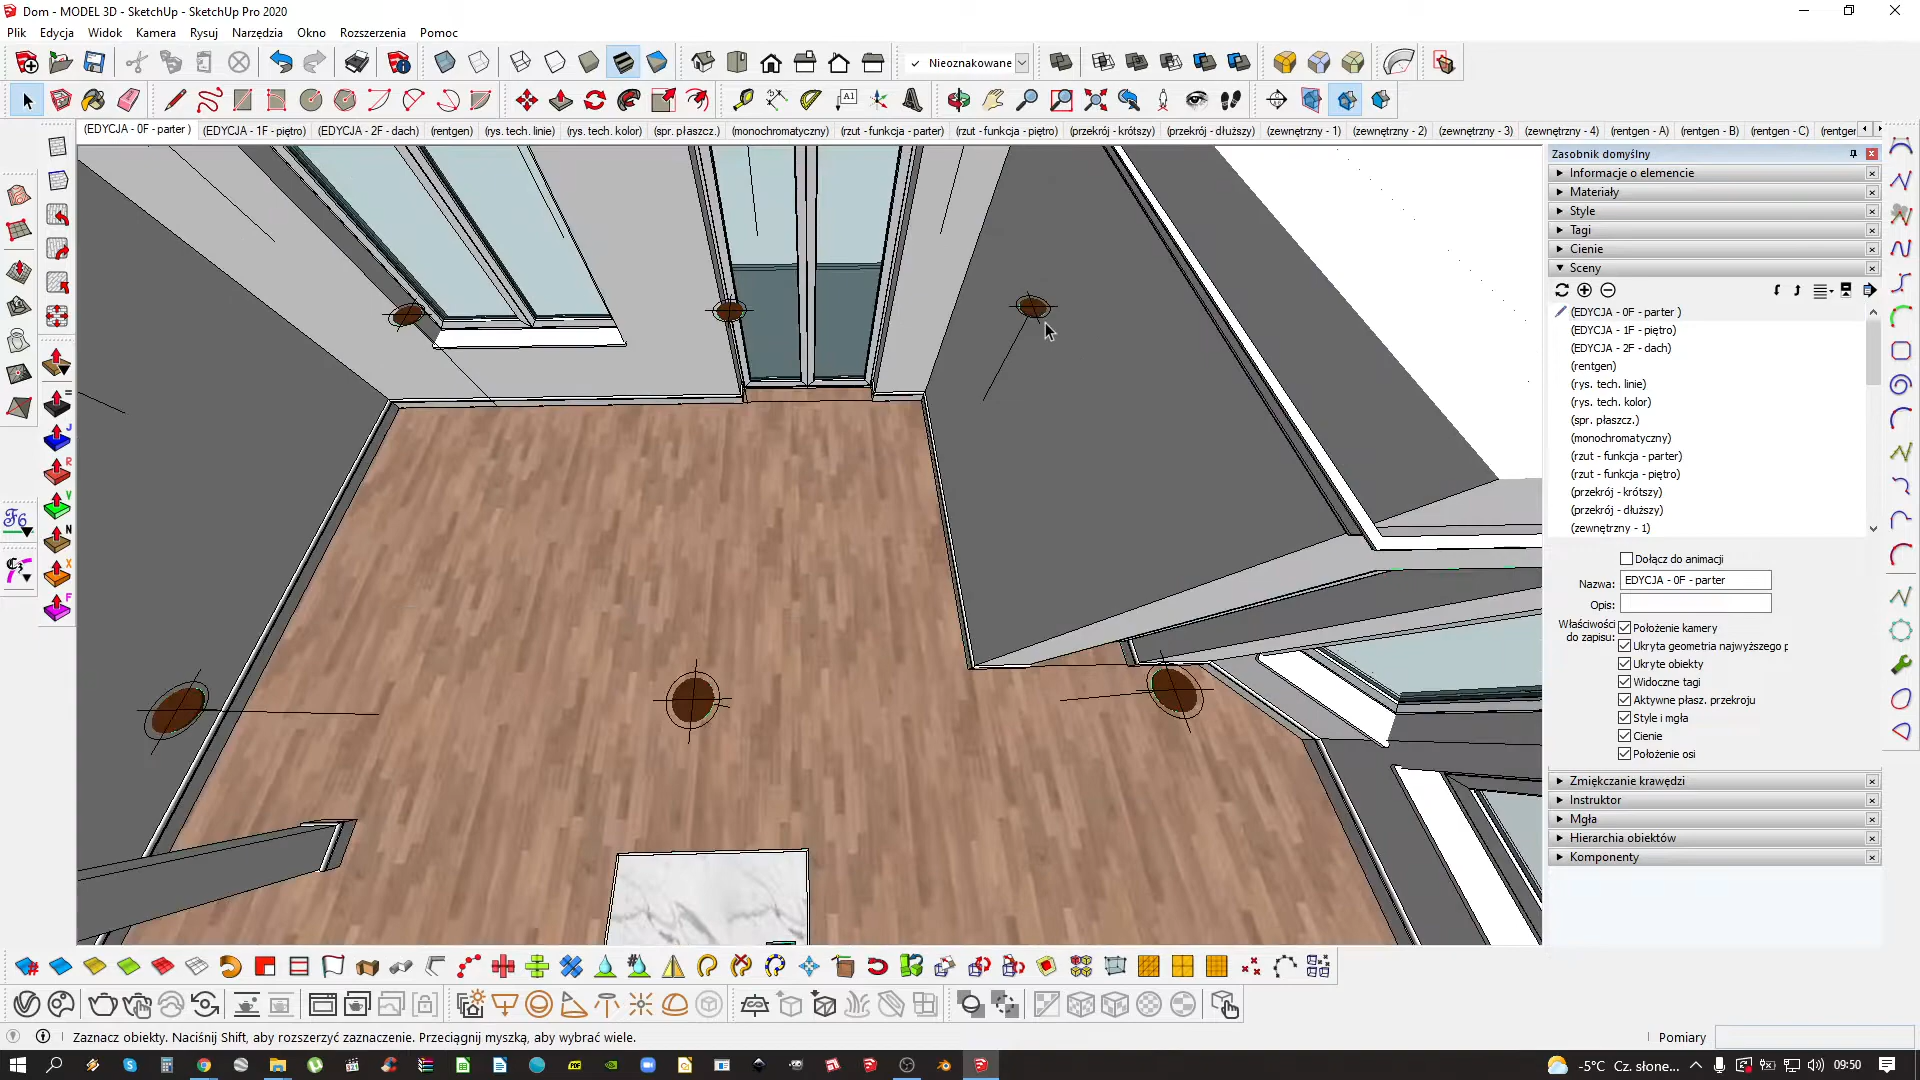 Dom - MODEL 3D - SketchUp - SketchUp Pro 2020
Plik Edycja Widok Kamera Rysuj Narzędzia Okno Rozszerzenia Pomoc
Nieoznakowane
A1
(EDYCJA - 0F - parter ) (EDYCJA - 1F - piętro) (EDYCJA - 2F - dach) (rentgen) (rys. tech. linie) (rys. tech. kolor) (spr. płaszcz.) (monochromatyczny) (rzut - funkcja - parter) (rzut - funkcja - piętro) (przekrój - krótszy) (przekrój - dłuższy) (zewnętrzny - 1) (zewnętrzny - 2) (zewnętrzny - 3) (zewnętrzny - 4) (rentgen - A) (rentgen - B) (rentgen - C) (rentger
Zasobnik domyślny
Informacje o elemencie
Materiały
Style
Tagi
Cienie
Sceny
(EDYCJA - 0F - parter )
(EDYCJA - 1F - piętro)
(EDYCJA - 2F - dach)
(rentgen)
(rys. tech. linie)
(rys. tech. kolor)
(spr. płaszcz.)
(monochromatyczny)
(rzut - funkcja - parter)
(rzut - funkcja - piętro)
(przekrój - krótszy)
(przekrój - dłuższy)
(zewnętrzny - 1)
Dołącz do animacji
Nazwa: EDYCJA - 0F - parter
Opis:
Właściwości do zapisu:
Położenie kamery
Ukryta geometria najwyższego p
Ukryte obiekty
Widoczne tagi
Aktywne płasz. przekroju
Style i mgła
Cienie
Położenie osi
Zmiękczanie krawędzi
Instruktor
Mgła
Hierarchia obiektów
Komponenty
Zaznacz obiekty. Naciśnij Shift, aby rozszerzyć zaznaczenie. Przeciągnij myszką, aby wybrać wiele.
Pomiary
-5°C Cz. słone... 09:50